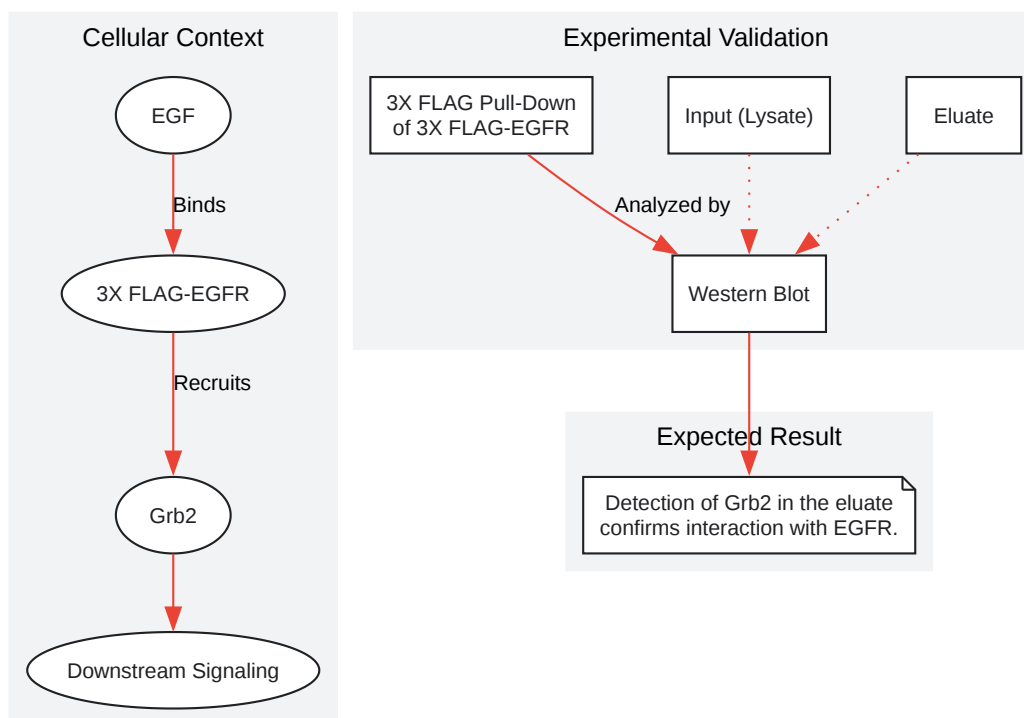 Cellular Context
EGF
Binds
3X FLAG-EGFR
Recruits
Grb2
Downstream Signaling
Experimental Validation
3X FLAG Pull-Down
of 3X FLAG-EGFR
Input (Lysate)
Eluate
Analyzed by
Western Blot
Expected Result
Detection of Grb2 in the eluate
confirms interaction with EGFR.